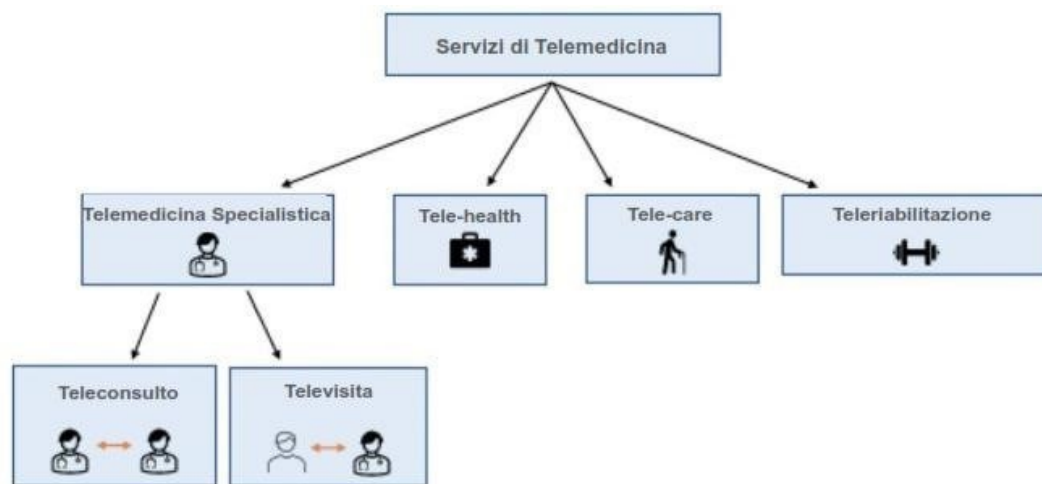 Servizi di Telemedicina
Telemedicina Specialistica
Tele-health
Tele-care
Teleriabilitazione
Teleconsulto
Televisita